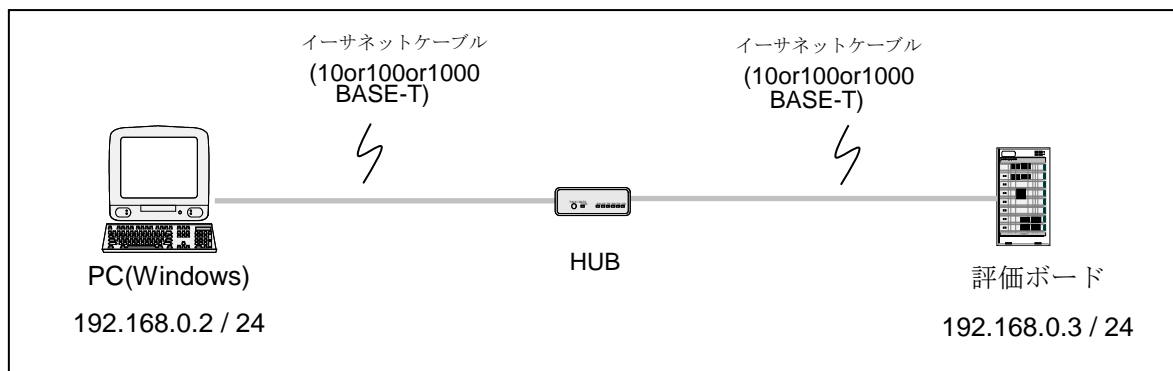 イーサネットケーブル
(10or100or1000
BASE-T)
イーサネットケーブル
(10or100or1000
BASE-T)
PC(Windows)
192.168.0.2 / 24
HUB
評価ボード
192.168.0.3 / 24